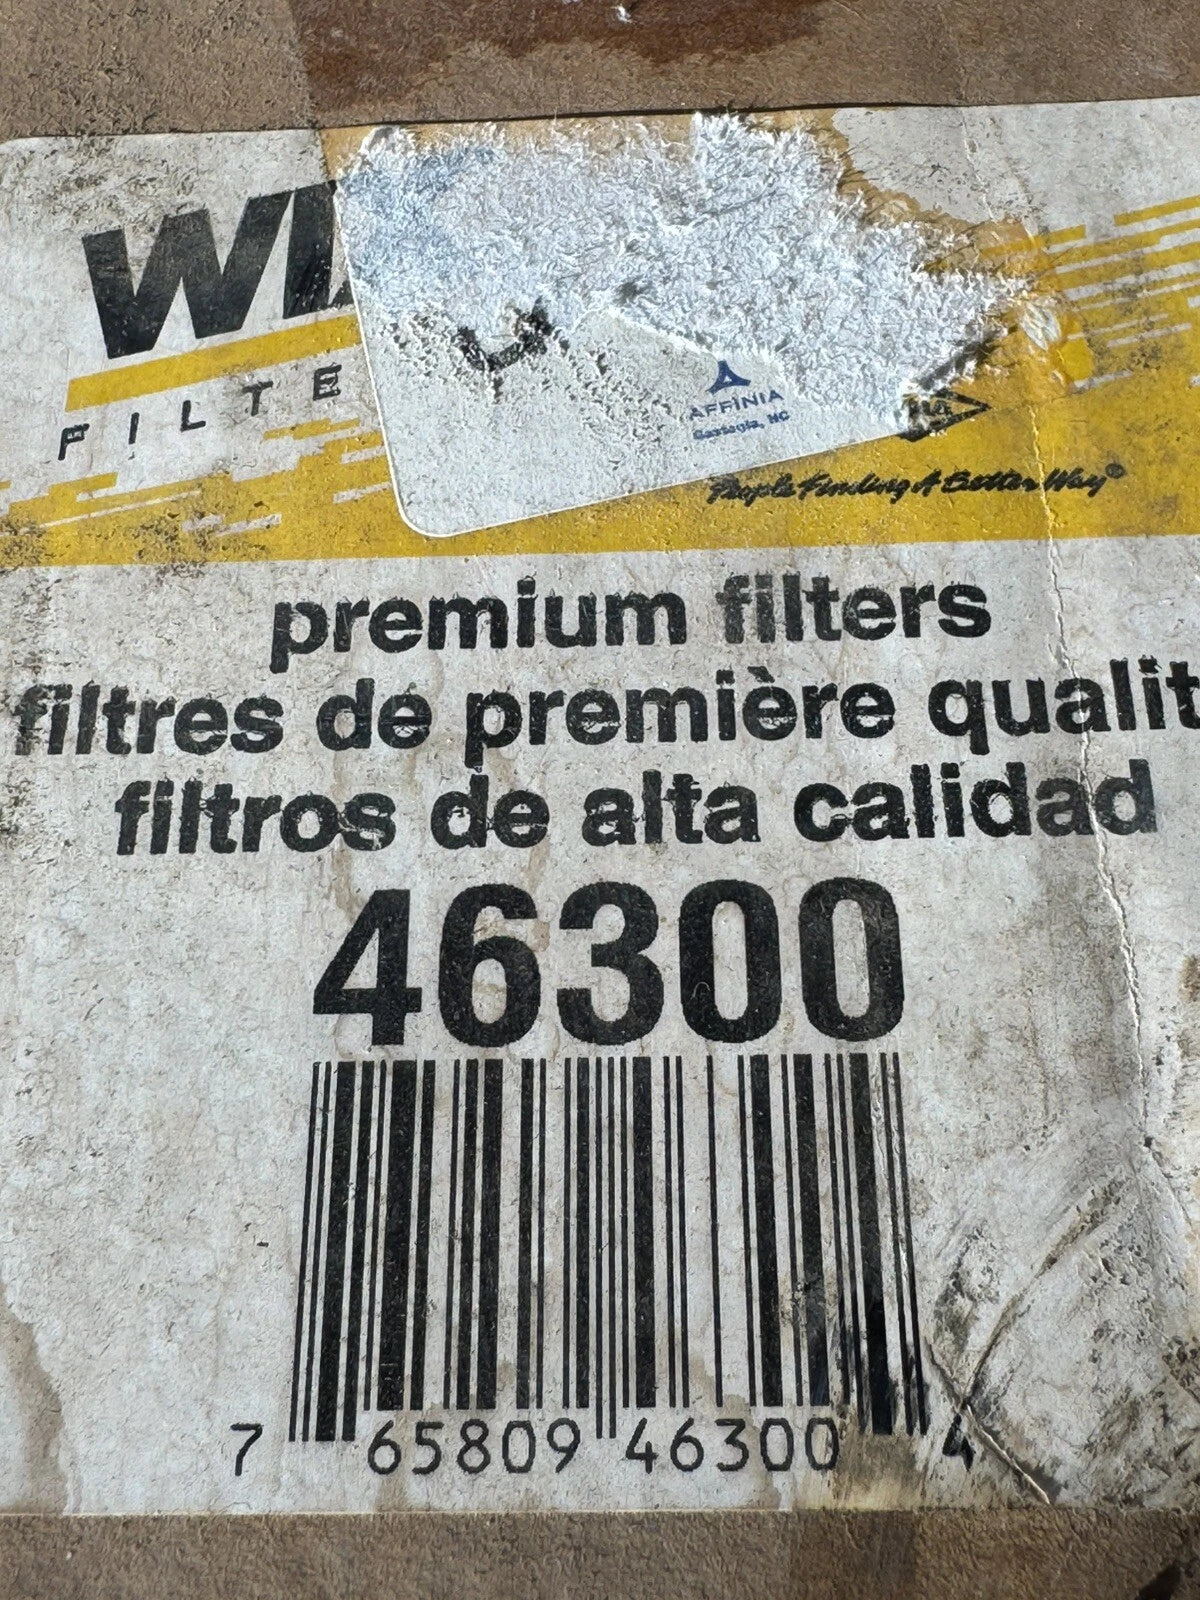 WI
FILTE
AFFINIA
Gastonia, NC
People Finding A Better Way©
premium filters
filtres de première qualit
filtros de alta calidad
46300
7 65809 46300 4